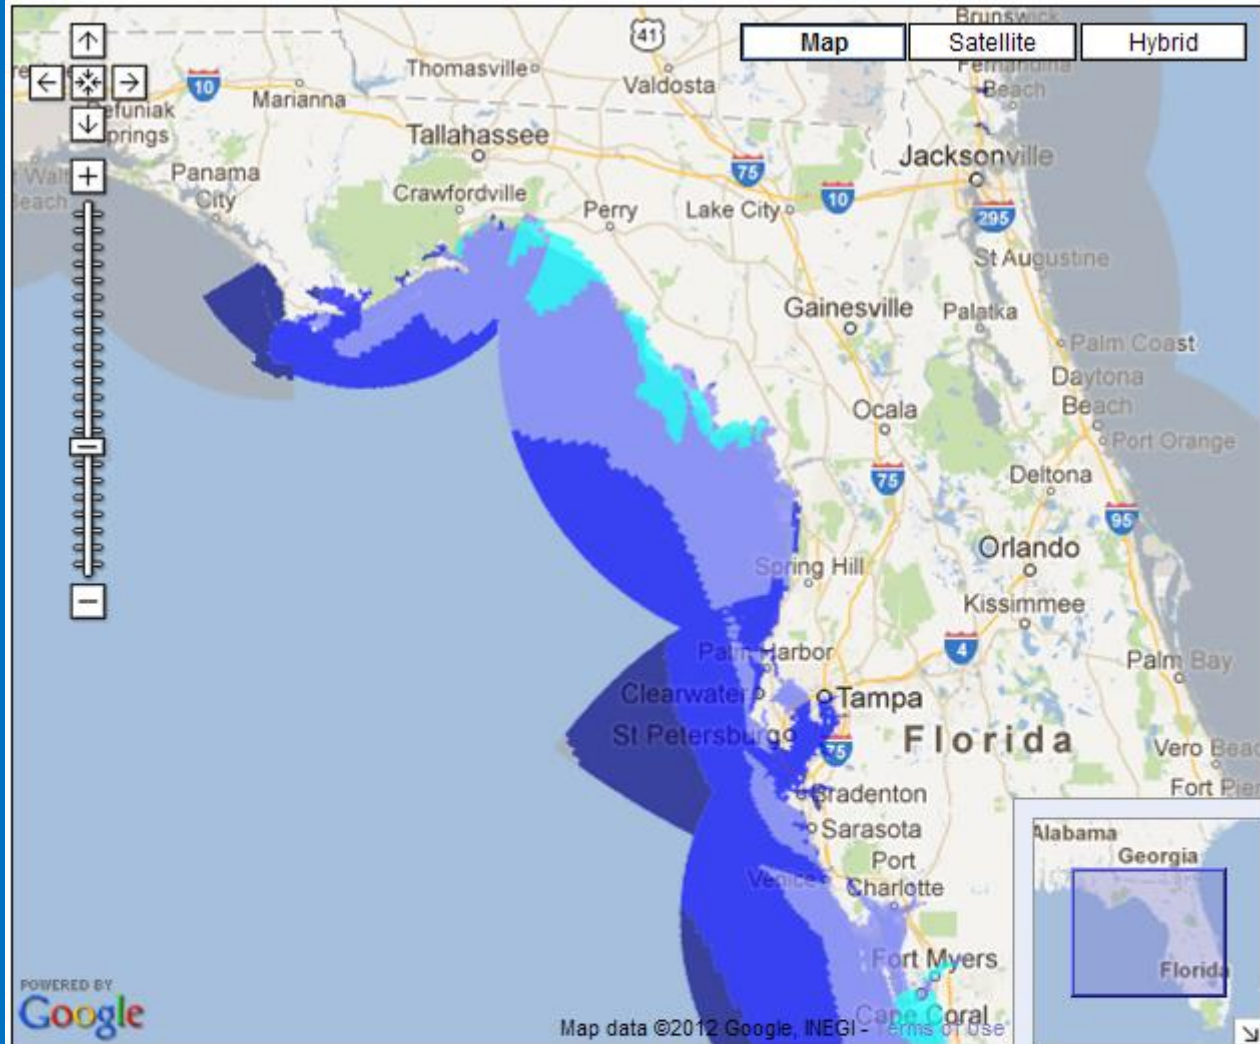 Brunswick
41
Map
Satellite
Hybrid
Thomasville
Valdosta
Fernandina
Beach
10
Marianna
efuniak
prings
Tallahassee
Jacksonville
75
10
Panama
City
Crawfordville
Perry
Lake City
295
t Walt
Beach
St Augustine
Gainesville
Palatka
Palm Coast
Daytona
Beach
Ocala
Port Orange
75
Deltona
95
Orlando
Spring Hill
Kissimmee
4
Palm Harbor
Palm Bay
Clearwater
Tampa
St Petersburg
75
Florida
Vero Beac
Fort Pier
Bradenton
Sarasota
Port
Charlotte
Venice
Fort Myers
Cape Coral
Alabama
Georgia
Florida
POWERED BY
Google
Map data ©2012 Google, INEGI - Terms of Use